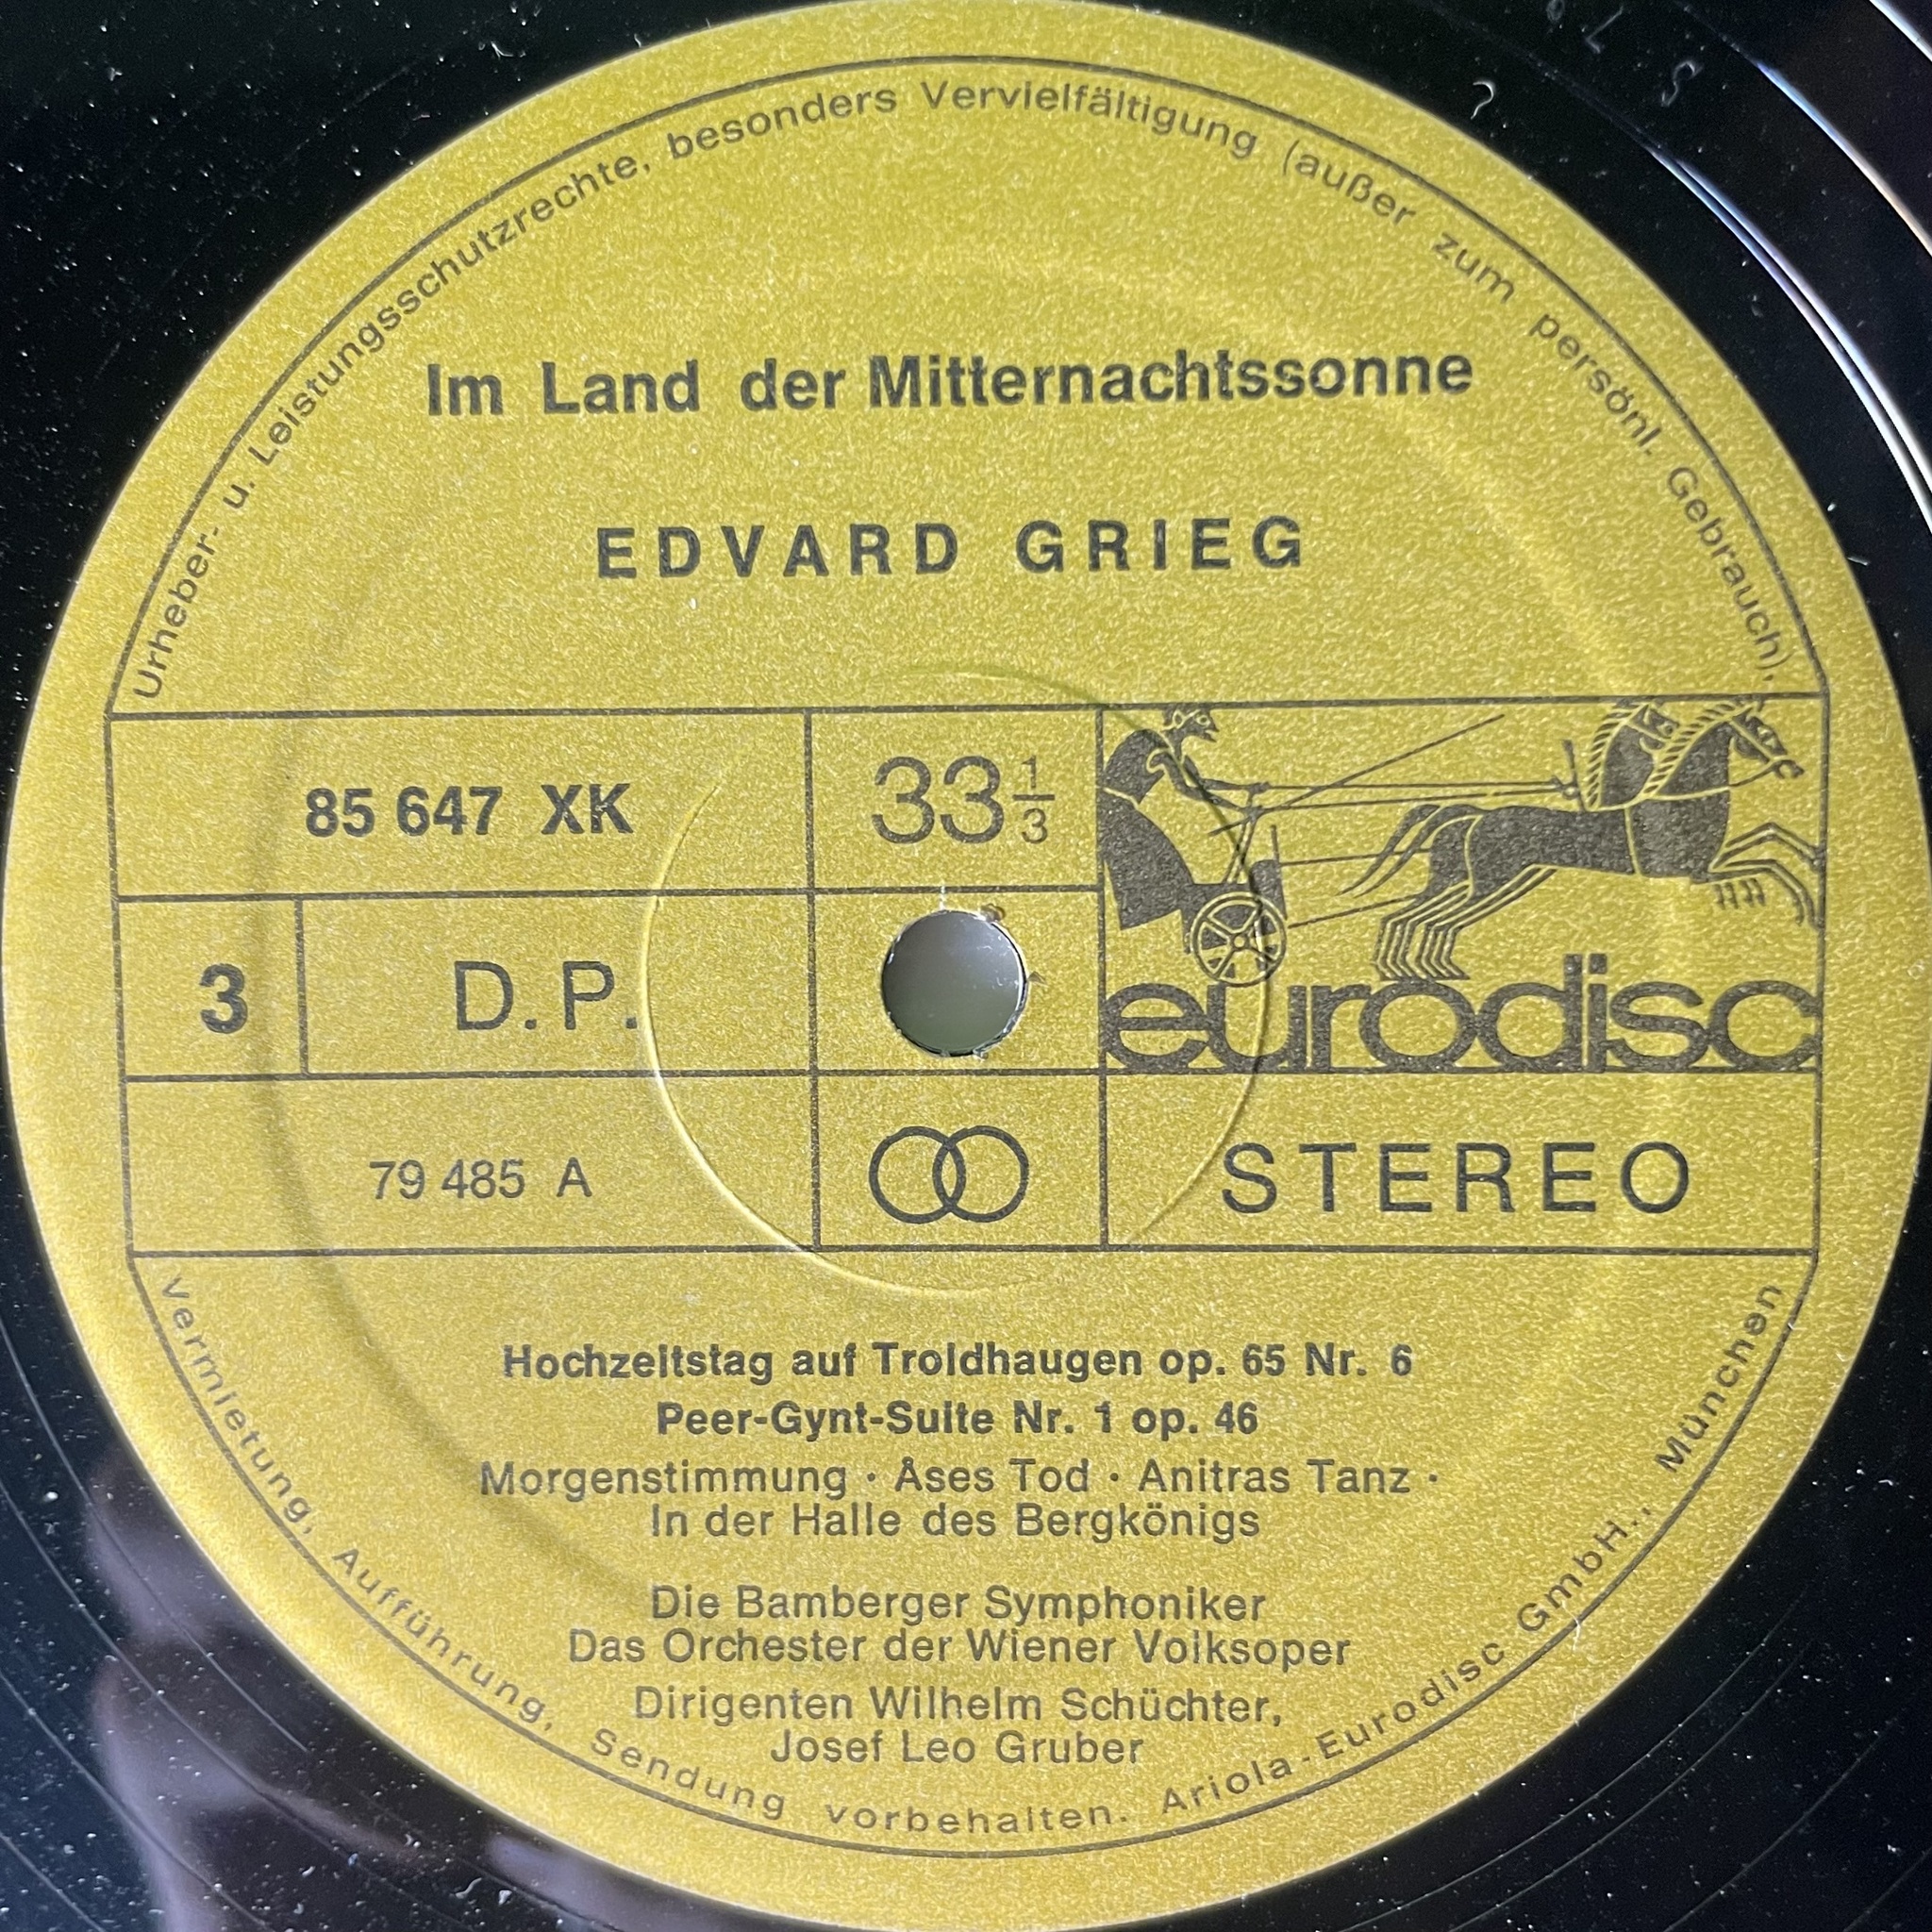 Urheber- u. Leistungsschutzrechte, besonders Vervielfältigung (außer zum persönl. Gebrauch),
Im Land der Mitternachtssonne
EDVARD GRIEG
85 647 XK
33 1/3
3
D. P.
eurodisc
79 485 A
STEREO
Hochzeitstag auf Troldhaugen op. 65 Nr. 6
Peer-Gynt-Suite Nr. 1 op. 46
Morgenstimmung · Åses Tod · Anitras Tanz ·
In der Halle des Bergkönigs
Die Bamberger Symphoniker
Das Orchester der Wiener Volksoper
Dirigenten Wilhelm Schüchter,
Josef Leo Gruber
Vermietung, Aufführung, Sendung vorbehalten. Ariola-Eurodisc GmbH., München